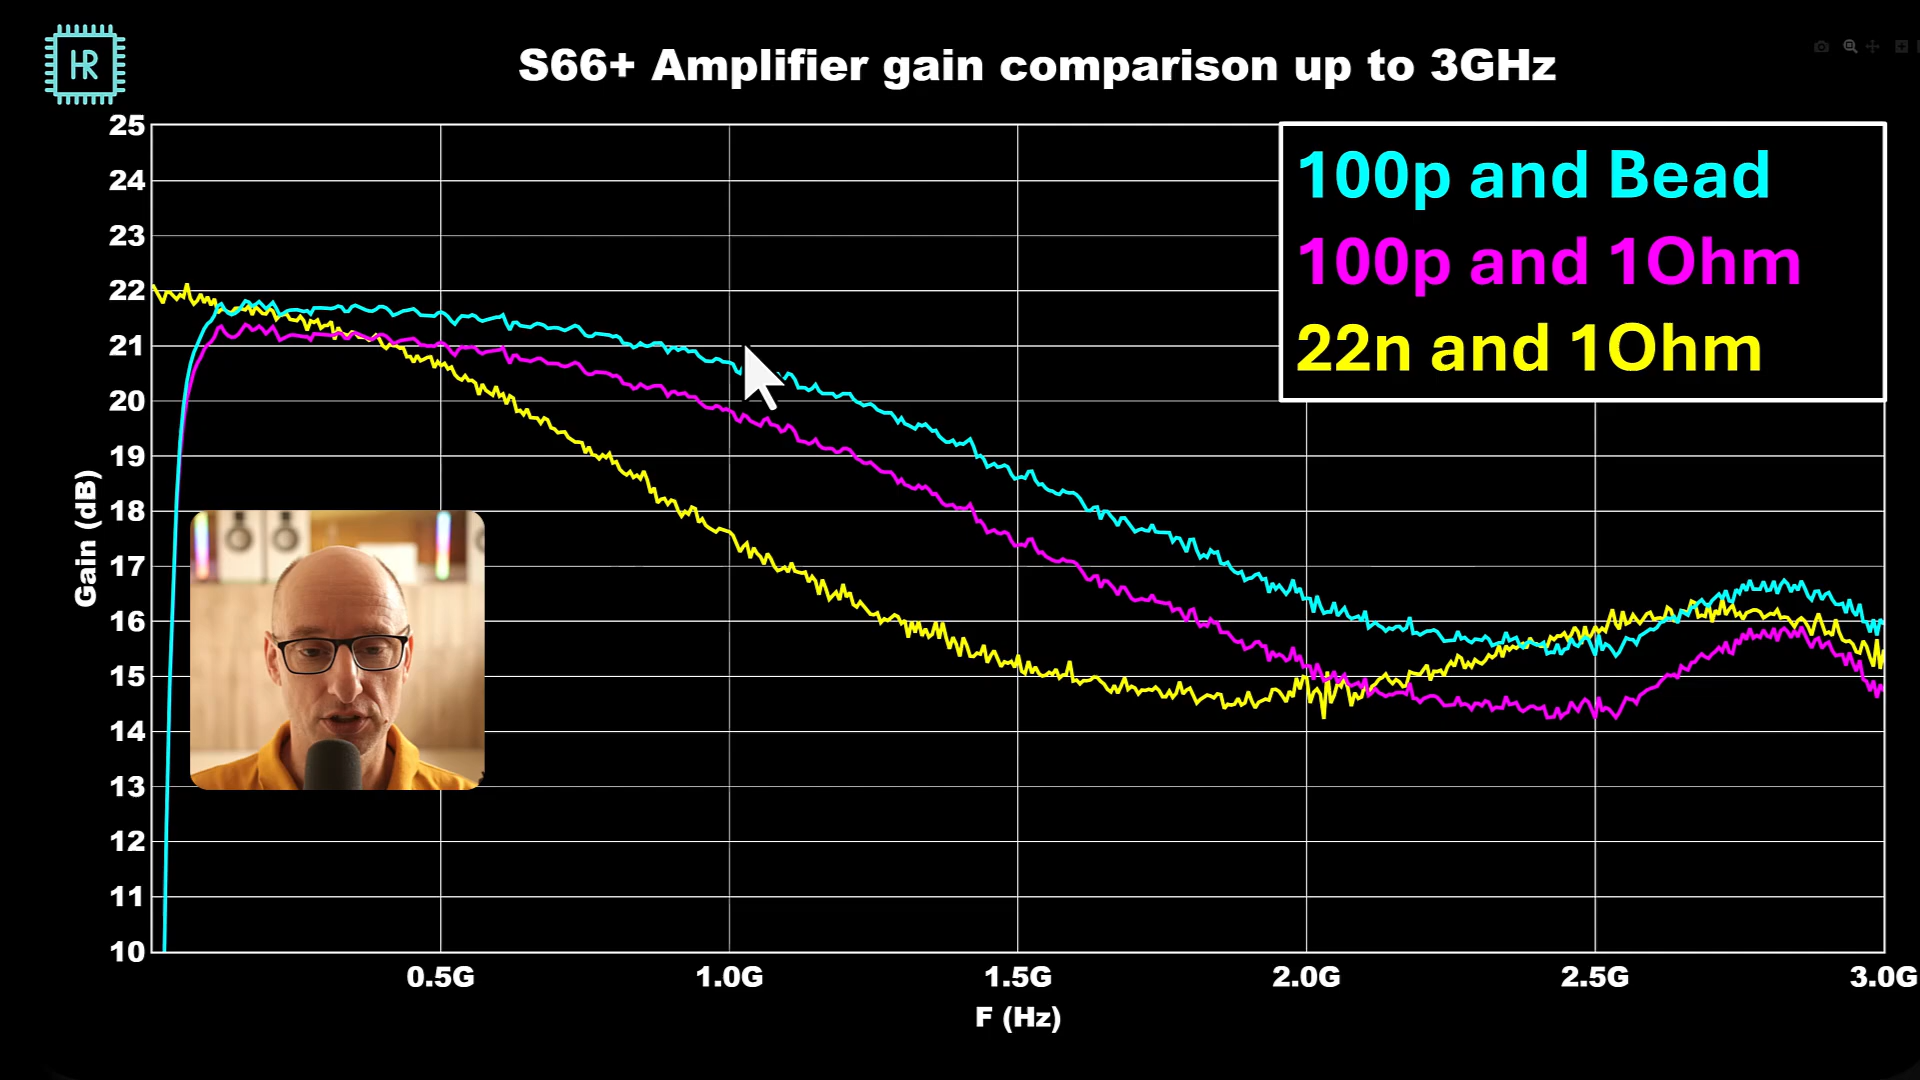 HR
S66+ Amplifier gain comparison up to 3GHz
100p and Bead
100p and 1Ohm
22n and 1Ohm
Gain (dB)
25
24
23
22
21
20
19
18
17
16
15
14
13
12
11
10
0.5G 1.0G 1.5G 2.0G 2.5G 3.0G
F (Hz)